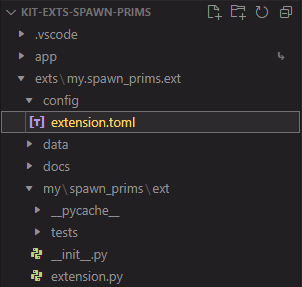 KIT-EXTS-SPAWN-PRIMS
.vscode
app
exts\my.spawn_prims.ext
config
[T] extension.toml
data
docs
my\spawn_prims\ext
__pycache__
tests
__init__.py
extension.py